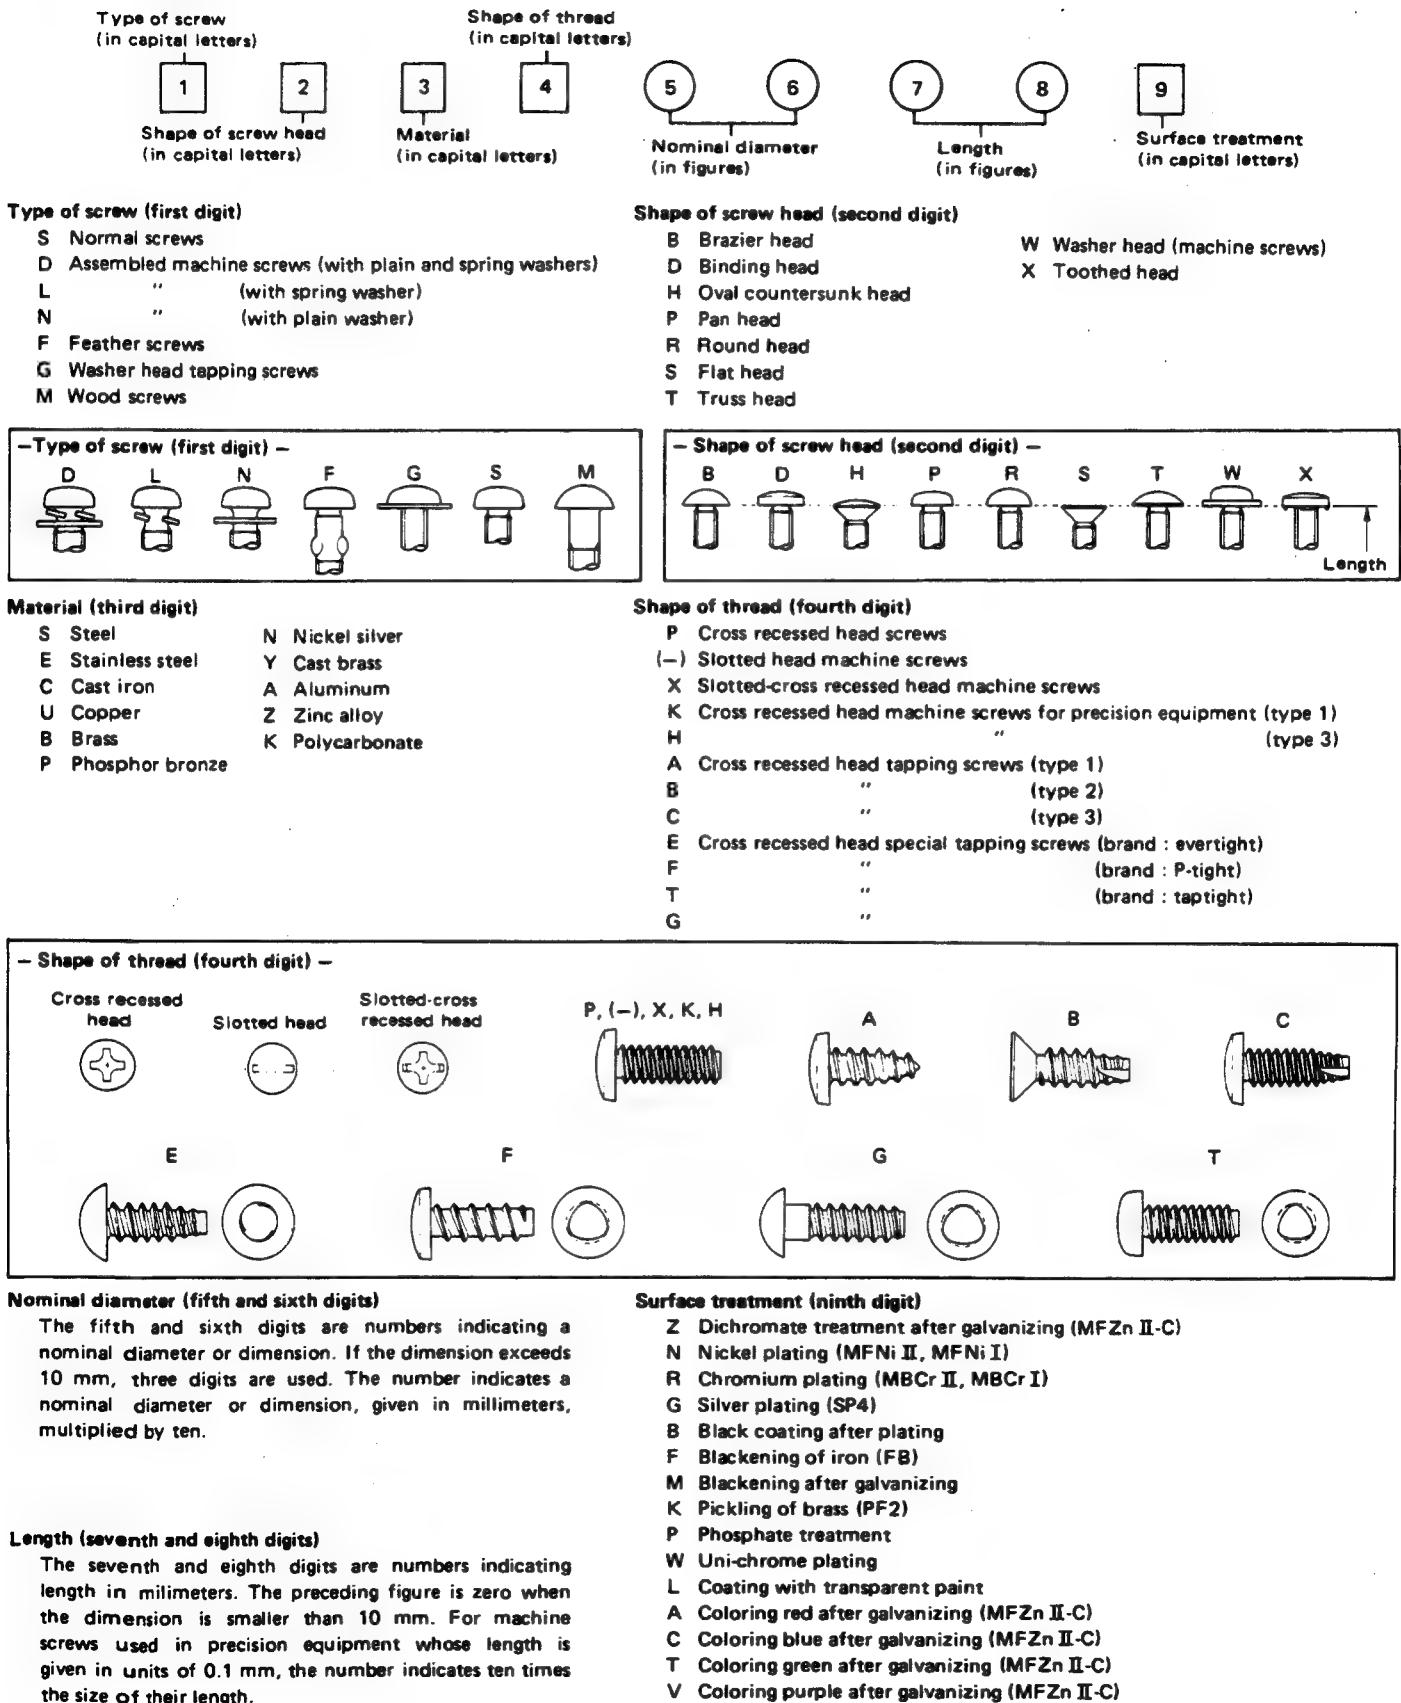 Type of screw
(in capital letters)
Shape of thread
(in capital letters)
1 2 3 4 5 6 7 8 9
Shape of screw head
(in capital letters)
Material
(in capital letters)
Nominal diameter
(in figures)
Length
(in figures)
Surface treatment
(in capital letters)
Type of screw (first digit)
S Normal screws
D Assembled machine screws (with plain and spring washers)
L " (with spring washer)
N " (with plain washer)
F Feather screws
G Washer head tapping screws
M Wood screws
Shape of screw head (second digit)
B Brazier head
D Binding head
H Oval countersunk head
P Pan head
R Round head
S Flat head
T Truss head
W Washer head (machine screws)
X Toothed head
– Type of screw (first digit) –
D L N F G S M
– Shape of screw head (second digit) –
B D H P R S T W X
Length
Material (third digit)
S Steel
E Stainless steel
C Cast iron
U Copper
B Brass
P Phosphor bronze
N Nickel silver
Y Cast brass
A Aluminum
Z Zinc alloy
K Polycarbonate
Shape of thread (fourth digit)
P Cross recessed head screws
(–) Slotted head machine screws
X Slotted-cross recessed head machine screws
K Cross recessed head machine screws for precision equipment (type 1)
H " (type 3)
A Cross recessed head tapping screws (type 1)
B " (type 2)
C " (type 3)
E Cross recessed head special tapping screws (brand : evertight)
F " (brand : P-tight)
T " (brand : taptight)
G "
– Shape of thread (fourth digit) –
Cross recessed
head
Slotted head
Slotted-cross
recessed head
P, (–), X, K, H
A B C
E F G T
Nominal diameter (fifth and sixth digits)
The fifth and sixth digits are numbers indicating a
nominal diameter or dimension. If the dimension exceeds
10 mm, three digits are used. The number indicates a
nominal diameter or dimension, given in millimeters,
multiplied by ten.
Length (seventh and eighth digits)
The seventh and eighth digits are numbers indicating
length in milimeters. The preceding figure is zero when
the dimension is smaller than 10 mm. For machine
screws used in precision equipment whose length is
given in units of 0.1 mm, the number indicates ten times
the size of their length.
Surface treatment (ninth digit)
Z Dichromate treatment after galvanizing (MFZn II-C)
N Nickel plating (MFNi II, MFNi I)
R Chromium plating (MBCr II, MBCr I)
G Silver plating (SP4)
B Black coating after plating
F Blackening of iron (FB)
M Blackening after galvanizing
K Pickling of brass (PF2)
P Phosphate treatment
W Uni-chrome plating
L Coating with transparent paint
A Coloring red after galvanizing (MFZn II-C)
C Coloring blue after galvanizing (MFZn II-C)
T Coloring green after galvanizing (MFZn II-C)
V Coloring purple after galvanizing (MFZn II-C)